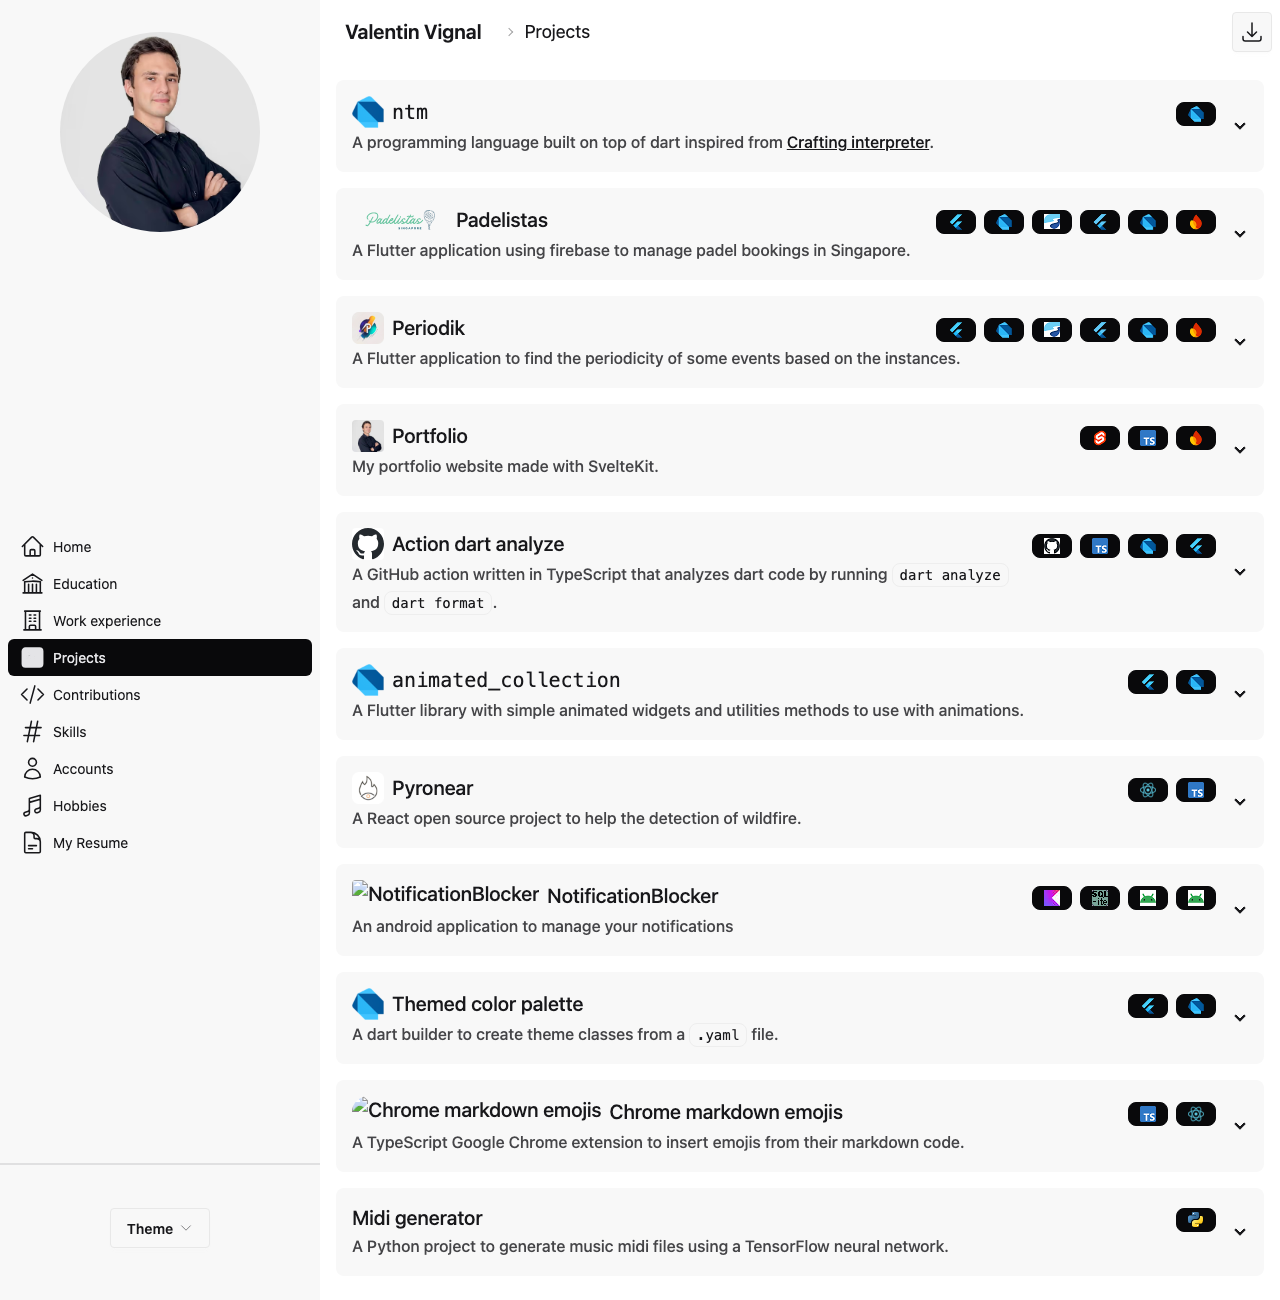 Valentin Vignal
Projects
ntm
A programming language built on top of dart inspired from Crafting interpreter.
Padelistas
SINGAPORE
Padelistas
A Flutter application using firebase to manage padel bookings in Singapore.
Periodik
A Flutter application to find the periodicity of some events based on the instances.
Portfolio
My portfolio website made with SvelteKit.
TS
Action dart analyze
A GitHub action written in TypeScript that analyzes dart code by running dart analyze
and dart format .
TS
Home
Education
Work experience
Projects
Contributions
Skills
Accounts
Hobbies
My Resume
animated_collection
A Flutter library with simple animated widgets and utilities methods to use with animations.
Pyronear
A React open source project to help the detection of wildfire.
TS
NotificationBlocker NotificationBlocker
An android application to manage your notifications
Themed color palette
A dart builder to create theme classes from a .yaml file.
Chrome markdown emojis Chrome markdown emojis
A TypeScript Google Chrome extension to insert emojis from their markdown code.
TS
Midi generator
A Python project to generate music midi files using a TensorFlow neural network.
Theme